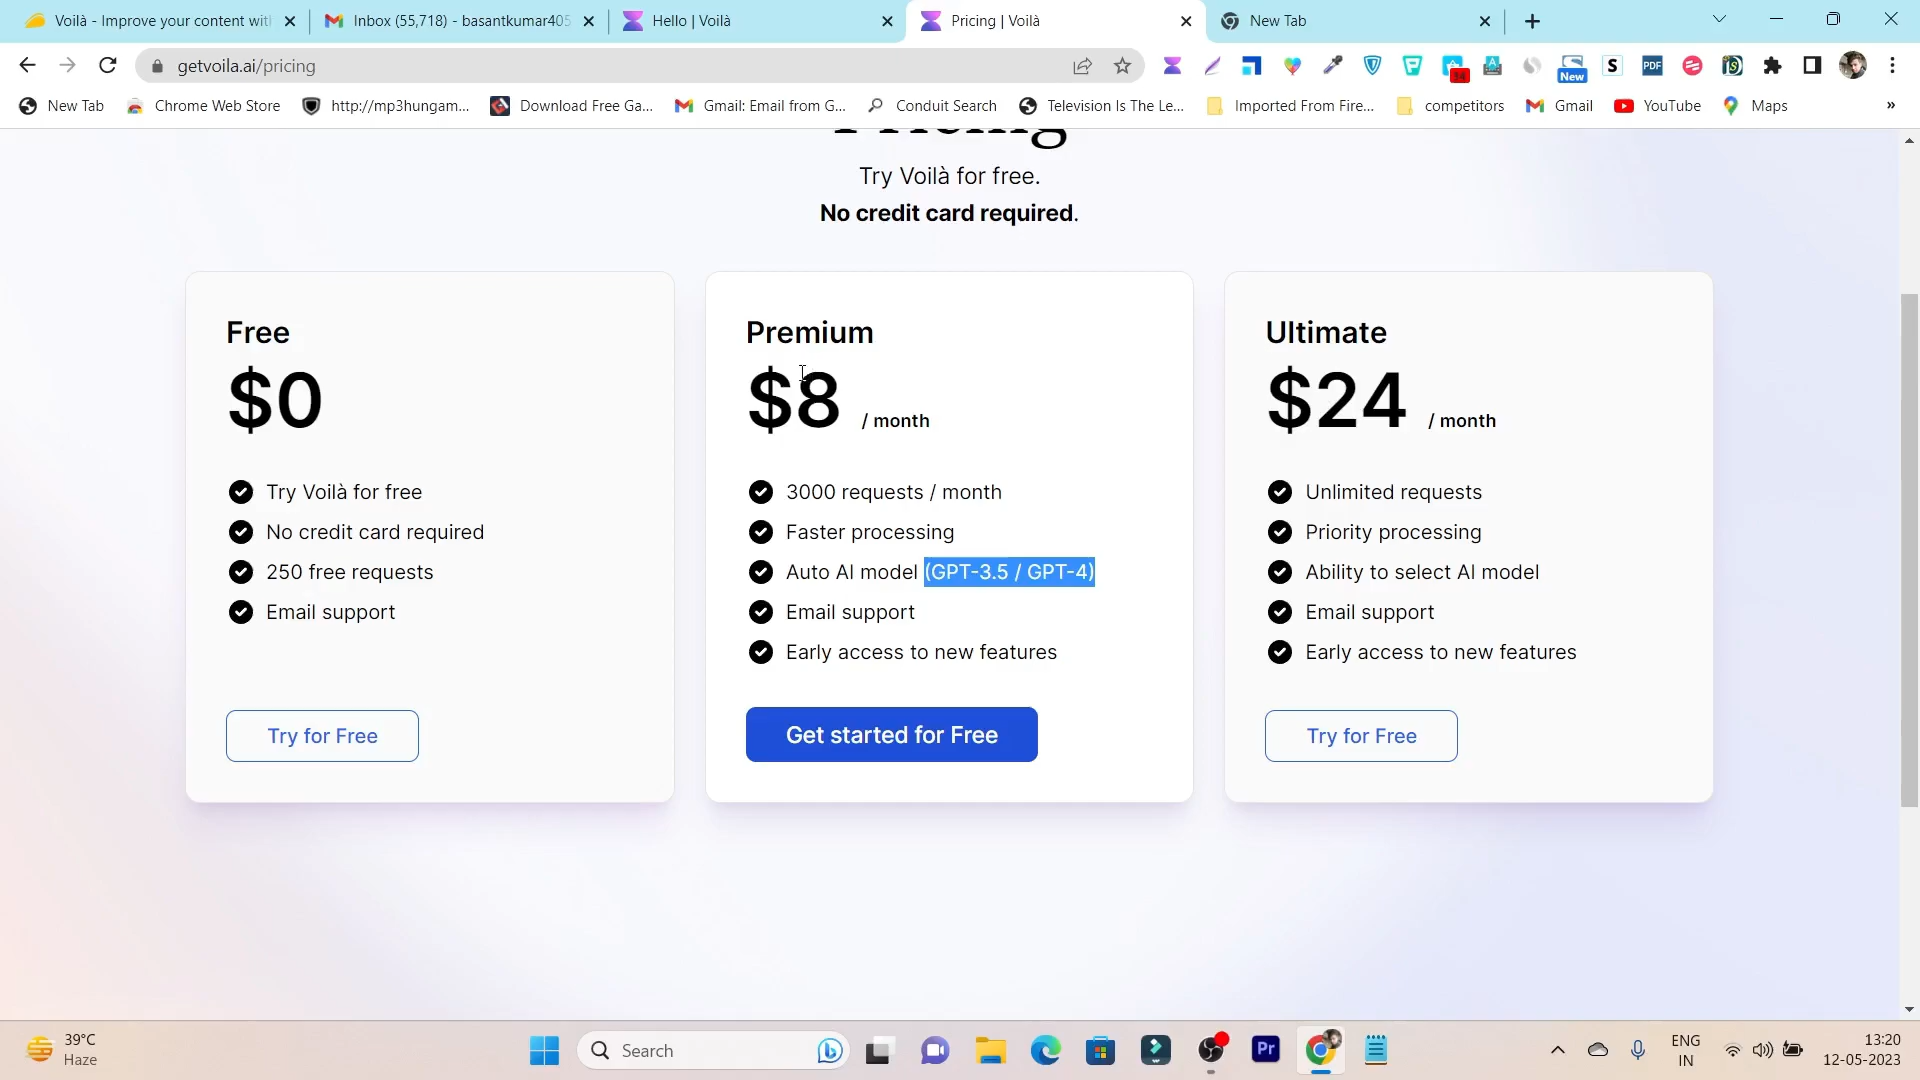 Voilà - Improve your content wit
Inbox (55,718) - basantkumar405
Hello | Voilà
Pricing | Voilà
New Tab
getvoila.ai/pricing
34
New
PDF
New Tab
Chrome Web Store
http://mp3hungam...
Download Free Ga...
Gmail: Email from G...
Conduit Search
Television Is The Le...
Imported From Fire...
competitors
Gmail
YouTube
Maps
»
Pricing
Try Voilà for free.
No credit card required.
Free
$0
Try Voilà for free
No credit card required
250 free requests
Email support
Try for Free
Premium
$8 / month
3000 requests / month
Faster processing
Auto AI model (GPT-3.5 / GPT-4)
Email support
Early access to new features
Get started for Free
Ultimate
$24 / month
Unlimited requests
Priority processing
Ability to select AI model
Email support
Early access to new features
Try for Free
39°C
Haze
Search
Pr
ENG
IN
13:20
12-05-2023